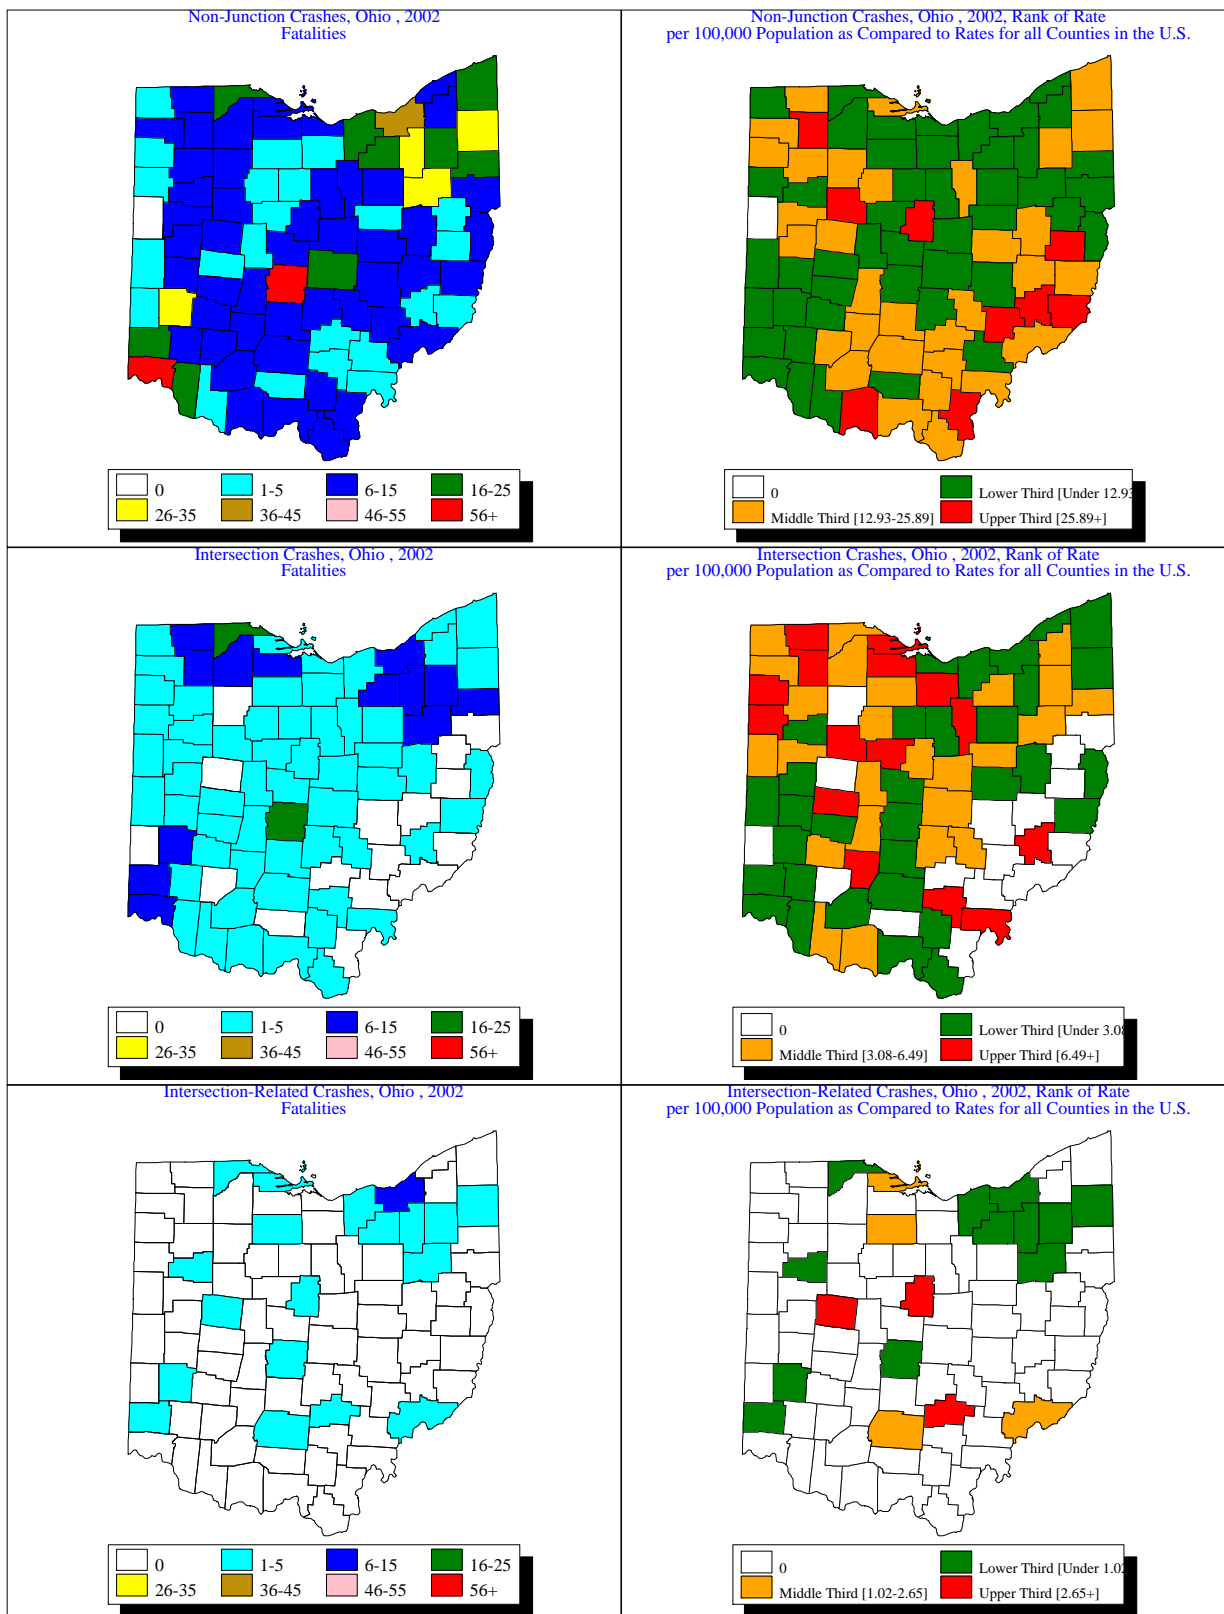 Non-Junction Crashes, Ohio , 2002
Fatalities
0
1-5
6-15
16-25
26-35
36-45
46-55
56+
Non-Junction Crashes, Ohio , 2002, Rank of Rate
per 100,000 Population as Compared to Rates for all Counties in the U.S.
0
Lower Third [Under 12.93
Middle Third [12.93-25.89]
Upper Third [25.89+]
Intersection Crashes, Ohio , 2002
Fatalities
0
1-5
6-15
16-25
26-35
36-45
46-55
56+
Intersection Crashes, Ohio , 2002, Rank of Rate
per 100,000 Population as Compared to Rates for all Counties in the U.S.
0
Lower Third [Under 3.08
Middle Third [3.08-6.49]
Upper Third [6.49+]
Intersection-Related Crashes, Ohio , 2002
Fatalities
0
1-5
6-15
16-25
26-35
36-45
46-55
56+
Intersection-Related Crashes, Ohio , 2002, Rank of Rate
per 100,000 Population as Compared to Rates for all Counties in the U.S.
0
Lower Third [Under 1.02
Middle Third [1.02-2.65]
Upper Third [2.65+]